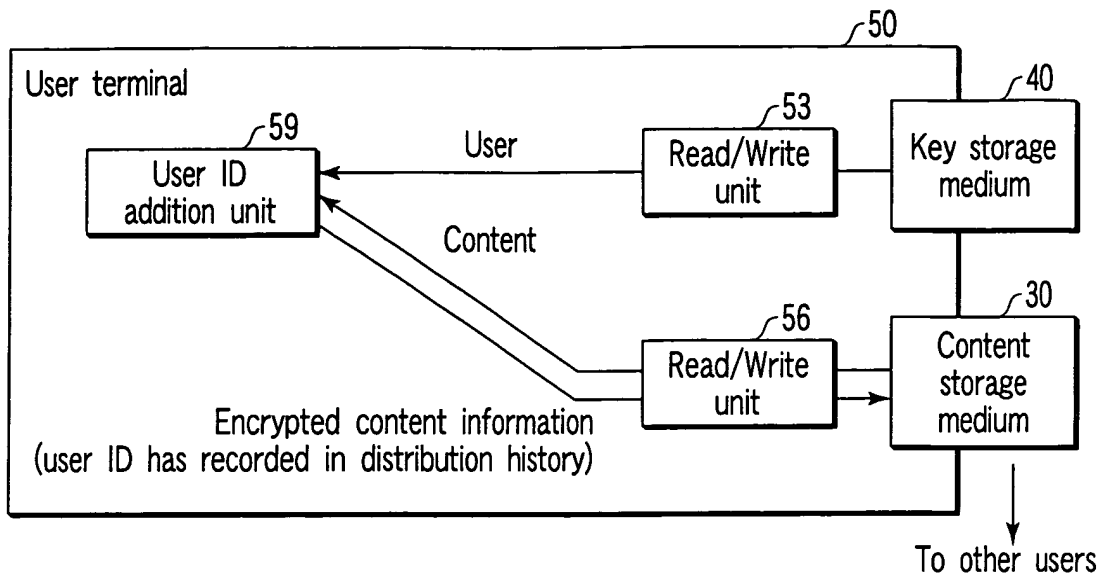 50
User terminal
40
59
53
User
Key storage
medium
Read/Write
unit
User ID
addition unit
Content
30
56
Content
storage
medium
Read/Write
unit
Encrypted content information
(user ID has recorded in distribution history)
To other users